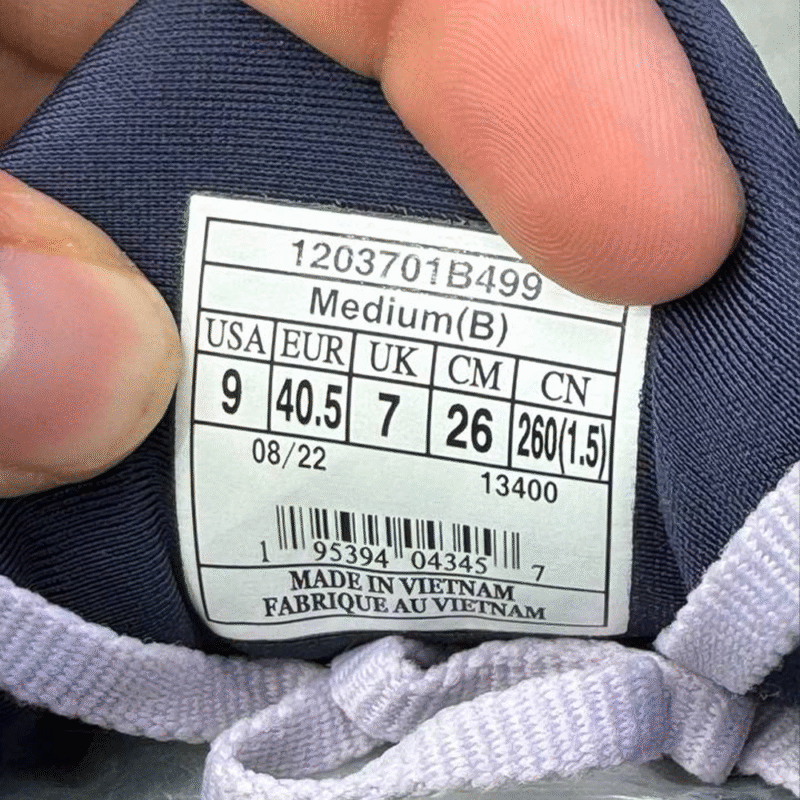 1203701B499
Medium(B)
USA EUR UK CM CN
9 40.5 7 26 260(1.5)
08/22
13400
1 95394 04345 7
MADE IN VIETNAM
FABRIQUE AU VIETNAM